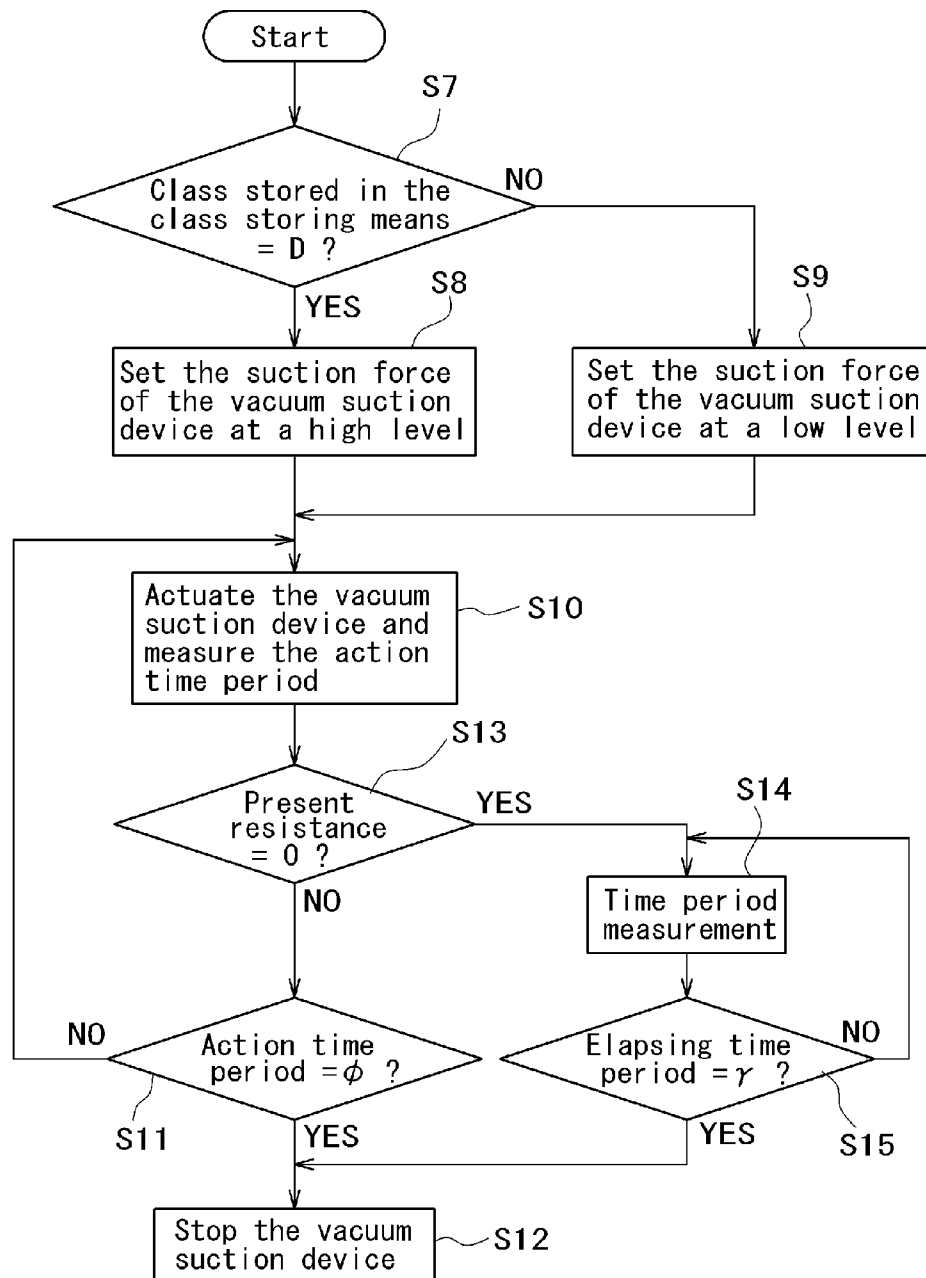 Start
S7
Class stored in the
class storing means
= D ?
NO
YES
S8
S9
Set the suction force
of the vacuum suction
device at a high level
Set the suction force
of the vacuum suction
device at a low level
Actuate the vacuum
suction device and
measure the action
time period
S10
S13
Present
resistance
= 0 ?
YES
NO
S14
Time period
measurement
Action time
period =ϕ ?
NO
S11
YES
Elapsing time
period =γ ?
NO
S15
YES
Stop the vacuum
suction device
S12